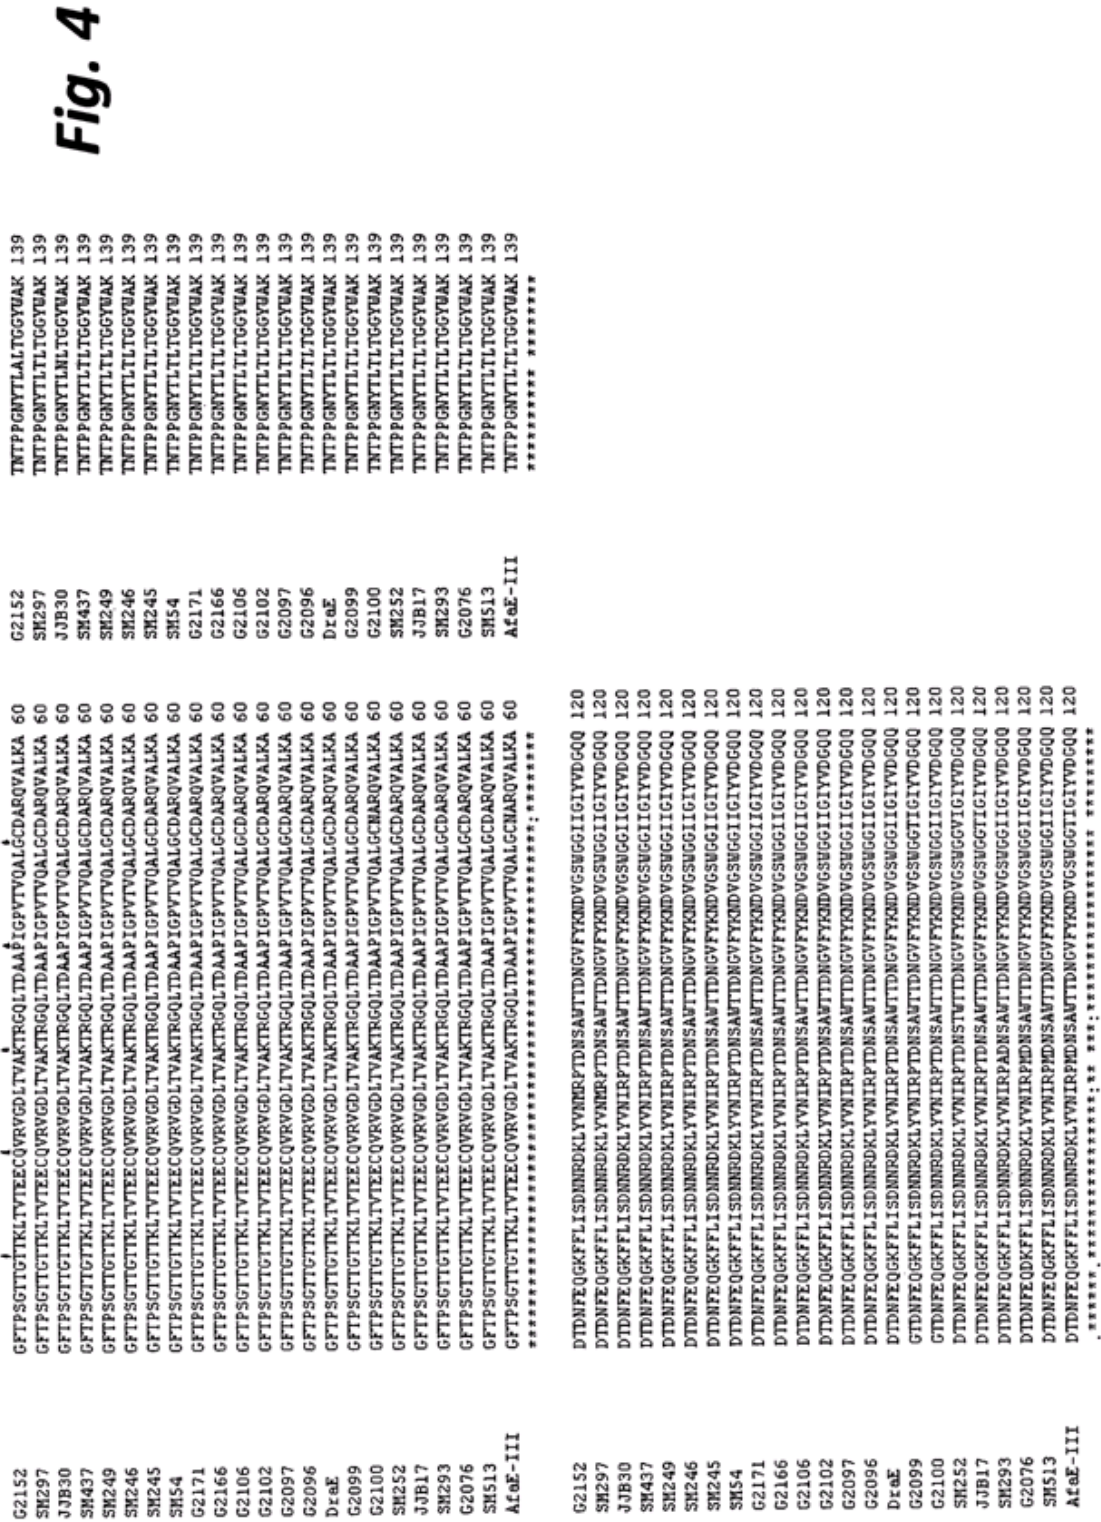 Fig. 4
G2152 GFTPSGTTGTTKLTVTEECQVRVGDLTVAKTRGQLTDAAPIGPVTVQALGCDARQVALKA 60
SM297 GFTPSGTTGTTKLTVTEECQVRVGDLTVAKTRGQLTDAAPIGPVTVQALGCDARQVALKA 60
JJB30 GFTPSGTTGTTKLTVTEECQVRVGDLTVAKTRGQLTDAAPIGPVTVQALGCDARQVALKA 60
SM437 GFTPSGTTGTTKLTVTEECQVRVGDLTVAKTRGQLTDAAPIGPVTVQALGCDARQVALKA 60
SM249 GFTPSGTTGTTKLTVTEECQVRVGDLTVAKTRGQLTDAAPIGPVTVQALGCDARQVALKA 60
SM246 GFTPSGTTGTTKLTVTEECQVRVGDLTVAKTRGQLTDAAPIGPVTVQALGCDARQVALKA 60
SM245 GFTPSGTTGTTKLTVTEECQVRVGDLTVAKTRGQLTDAAPIGPVTVQALGCDARQVALKA 60
SM54 GFTPSGTTGTTKLTVTEECQVRVGDLTVAKTRGQLTDAAPIGPVTVQALGCDARQVALKA 60
G2171 GFTPSGTTGTTKLTVTEECQVRVGDLTVAKTRGQLTDAAPIGPVTVQALGCDARQVALKA 60
G2166 GFTPSGTTGTTKLTVTEECQVRVGDLTVAKTRGQLTDAAPIGPVTVQALGCDARQVALKA 60
G2106 GFTPSGTTGTTKLTVTEECQVRVGDLTVAKTRGQLTDAAPIGPVTVQALGCDARQVALKA 60
G2102 GFTPSGTTGTTKLTVTEECQVRVGDLTVAKTRGQLTDAAPIGPVTVQALGCDARQVALKA 60
G2097 GFTPSGTTGTTKLTVTEECQVRVGDLTVAKTRGQLTDAAPIGPVTVQALGCDARQVALKA 60
G2096 GFTPSGTTGTTKLTVTEECQVRVGDLTVAKTRGQLTDAAPIGPVTVQALGCDARQVALKA 60
DraE GFTPSGTTGTTKLTVTEECQVRVGDLTVAKTRGQLTDAAPIGPVTVQALGCDARQVALKA 60
G2099 GFTPSGTTGTTKLTVTEECQVRVGDLTVAKTRGQLTDAAPIGPVTVQALGCDARQVALKA 60
G2100 GFTPSGTTGTTKLTVTEECQVRVGDLTVAKTRGQLTDAAPIGPVTVQALGCNARQVALKA 60
SM252 GFTPSGTTGTTKLTVTEECQVRVGDLTVAKTRGQLTDAAPIGPVTVQALGCDARQVALKA 60
JJB17 GFTPSGTTGTTKLTVTEECQVRVGDLTVAKTRGQLTDAAPIGPVTVQALGCDARQVALKA 60
SM293 GFTPSGTTGTTKLTVTEECQVRVGDLTVAKTRGQLTDAAPIGPVTVQALGCDARQVALKA 60
G2076 GFTPSGTTGTTKLTVTEECQVRVGDLTVAKTRGQLTDAAPIGPVTVQALGCDARQVALKA 60
SM513 GFTPSGTTGTTKLTVTEECQVRVGDLTVAKTRGQLTDAAPIGPVTVQALGCDARQVALKA 60
AfaE-III GFTPSGTTGTTKLTVTEECQVRVGDLTVAKTRGQLTDAAPIGPVTVQALGCNARQVALKA 60
***************************************************:********
G2152 DTDNFEQGKFFLISDNNRDKLYVNMRPTDNSAWTTDNGVFYKNDVGSWGGIIGIYVDGQQ 120
SM297 DTDNFEQGKFFLISDNNRDKLYVNMRPTDNSAWTTDNGVFYKNDVGSWGGIIGIYVDGQQ 120
JJB30 DTDNFEQGKFFLISDNNRDKLYVNIRPTDNSAWTTDNGVFYKNDVGSWGGIIGIYVDGQQ 120
SM437 DTDNFEQGKFFLISDNNRDKLYVNIRPTDNSAWTTDNGVFYKNDVGSWGGIIGIYVDGQQ 120
SM249 DTDNFEQGKFFLISDNNRDKLYVNIRPTDNSAWTTDNGVFYKNDVGSWGGIIGIYVDGQQ 120
SM246 DTDNFEQGKFFLISDNNRDKLYVNIRPTDNSAWTTDNGVFYKNDVGSWGGIIGIYVDGQQ 120
SM245 DTDNFEQGKFFLISDNNRDKLYVNIRPTDNSAWTTDNGVFYKNDVGSWGGIIGIYVDGQQ 120
SM54 DTDNFEQGKFFLISDNNRDKLYVNIRPTDNSAWTTDNGVFYKNDVGSWGGIIGIYVDGQQ 120
G2171 DTDNFEQGKFFLISDNNRDKLYVNIRPTDNSAWTTDNGVFYKNDVGSWGGIIGIYVDGQQ 120
G2166 DTDNFEQGKFFLISDNNRDKLYVNIRPTDNSAWTTDNGVFYKNDVGSWGGIIGIYVDGQQ 120
G2106 DTDNFEQGKFFLISDNNRDKLYVNIRPTDNSAWTTDNGVFYKNDVGSWGGIIGIYVDGQQ 120
G2102 DTDNFEQGKFFLISDNNRDKLYVNIRPTDNSAWTTDNGVFYKNDVGSWGGIIGIYVDGQQ 120
G2097 DTDNFEQGKFFLISDNNRDKLYVNIRPTDNSAWTTDNGVFYKNDVGSWGGIIGIYVDGQQ 120
G2096 DTDNFEQGKFFLISDNNRDKLYVNIRPTDNSAWTTDNGVFYKNDVGSWGGIIGIYVDGQQ 120
DraE DTDNFEQGKFFLISDNNRDKLYVNIRPTDNSAWTTDNGVFYKNDVGSWGGIIGIYVDGQQ 120
G2099 GTDNFEQGKFFLISDNNRDKLYVNIRPTDNSAWTTDNGVFYKNDVGSWGGTIGIYVDGQQ 120
G2100 GTDNFEQGKFFLISDNNRDKLYVNIRPTDNSAWTTDNGVFYKNDVGSWGGIIGIYVDGQQ 120
SM252 DTDNFEQGKFFLISDNNRDKLYVNIRPTDNSTWTTDNGVFYKNDVGSWGGVIGIYVDGQQ 120
JJB17 DTDNFEQGKFFLISDNNRDKLYVNIRPTDNSAWTTDNGVFYKNDVGSWGGTIGIYVDGQQ 120
SM293 DTDNFEQGKFFLISDNNRDKLYVNIRPADNSAWTTDNGVFYKNDVGSWGGIIGIYVDGQQ 120
G2076 DTDNFEQDKFFLISDNNRDKLYVNIRPMDNSAWTTDNGVFYKNDVGSWGGIIGIYVDGQQ 120
SM513 DTDNFEQGKFFLISDNNRDKLYVNIRPMDNSAWTTDNGVFYKNDVGSWGGIIGIYVDGQQ 120
AfaE-III DTDNFEQGKFFLISDNNRDKLYVNIRPMDNSAWTTDNGVFYKNDVGSWGGTIGIYVDGQQ 120
.******.****************:** ***:****************** *********
G2152 TNTPPGNYTLALTGGYWAK 139
SM297 TNTPPGNYTLTLTGGYWAK 139
JJB30 TNTPPGNYTLNLTGGYWAK 139
SM437 TNTPPGNYTLTLTGGYWAK 139
SM249 TNTPPGNYTLTLTGGYWAK 139
SM246 TNTPPGNYTLTLTGGYWAK 139
SM245 TNTPPGNYTLTLTGGYWAK 139
SM54 TNTPPGNYTLTLTGGYWAK 139
G2171 TNTPPGNYTLTLTGGYWAK 139
G2166 TNTPPGNYTLTLTGGYWAK 139
G2106 TNTPPGNYTLTLTGGYWAK 139
G2102 TNTPPGNYTLTLTGGYWAK 139
G2097 TNTPPGNYTLTLTGGYWAK 139
G2096 TNTPPGNYTLTLTGGYWAK 139
DraE TNTPPGNYTLTLTGGYWAK 139
G2099 TNTPPGNYTLTLTGGYWAK 139
G2100 TNTPPGNYTLTLTGGYWAK 139
SM252 TNTPPGNYTLTLTGGYWAK 139
JJB17 TNTPPGNYTLTLTGGYWAK 139
SM293 TNTPPGNYTLTLTGGYWAK 139
G2076 TNTPPGNYTLTLTGGYWAK 139
SM513 TNTPPGNYTLTLTGGYWAK 139
AfaE-III TNTPPGNYTLTLTGGYWAK 139
********** ********